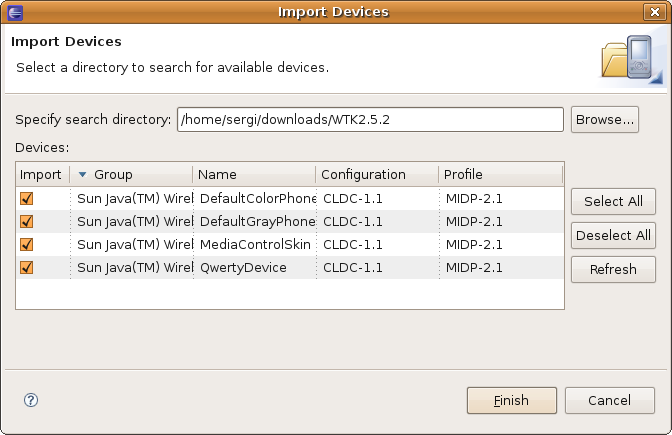 Import Devices
Import Devices
Select a directory to search for available devices.
Specify search directory: /home/sergi/downloads/WTK2.5.2 Browse...
Devices:
Import Group Name Configuration Profile
Sun Java(TM) Wirel DefaultColorPhone CLDC-1.1 MIDP-2.1 Select All
Sun Java(TM) Wirel DefaultGrayPhone CLDC-1.1 MIDP-2.1
Sun Java(TM) Wirel MediaControlSkin CLDC-1.1 MIDP-2.1 Deselect All
Sun Java(TM) Wirel QwertyDevice CLDC-1.1 MIDP-2.1 Refresh
? Finish Cancel